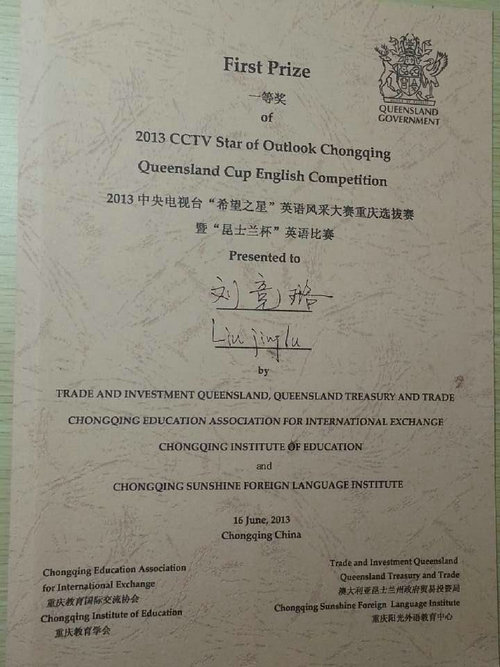 First Prize
一等奖
of
QUEENSLAND
GOVERNMENT
2013 CCTV Star of Outlook Chongqing
Queensland Cup English Competition
2013 中央电视台“希望之星”英语风采大赛重庆选拔赛
暨“昆士兰杯”英语比赛
Presented to
刘竟璐
Liu jinglu
by
TRADE AND INVESTMENT QUEENSLAND, QUEENSLAND TREASURY AND TRADE
CHONGQING EDUCATION ASSOCIATION FOR INTERNATIONAL EXCHANGE
CHONGQING INSTITUTE OF EDUCATION
and
CHONGQING SUNSHINE FOREIGN LANGUAGE INSTITUTE
16 June, 2013
Chongqing China
Chongqing Education Association
for International Exchange
重庆教育国际交流协会
Chongqing Institute of Education
重庆教育学会
Trade and Investment Queensland
Queensland Treasury and Trade
澳大利亚昆士兰州政府贸易投资局
Chongqing Sunshine Foreign Language Institute
重庆阳光外语教育中心